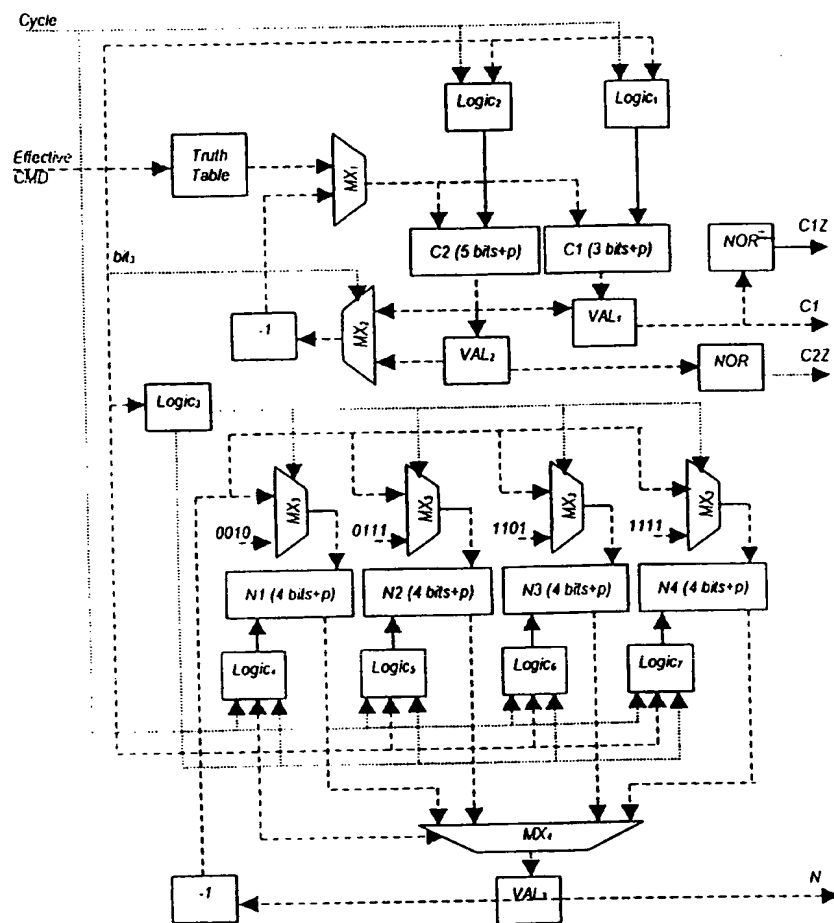 Cycle
Logic₂
Logic₁
Effective
CMD
Truth
Table
MX₁
C2 (5 bits+p)
C1 (3 bits+p)
NOR
C1Z
bit₃
-1
MX₂
VAL₁
C1
VAL₂
NOR
C2Z
Logic₃
MX₃
MX₃
MX₃
MX₃
0010
0111
1101
1111
N1 (4 bits+p)
N2 (4 bits+p)
N3 (4 bits+p)
N4 (4 bits+p)
Logic₄
Logic₅
Logic₆
Logic₇
MX₄
-1
VAL₃
N